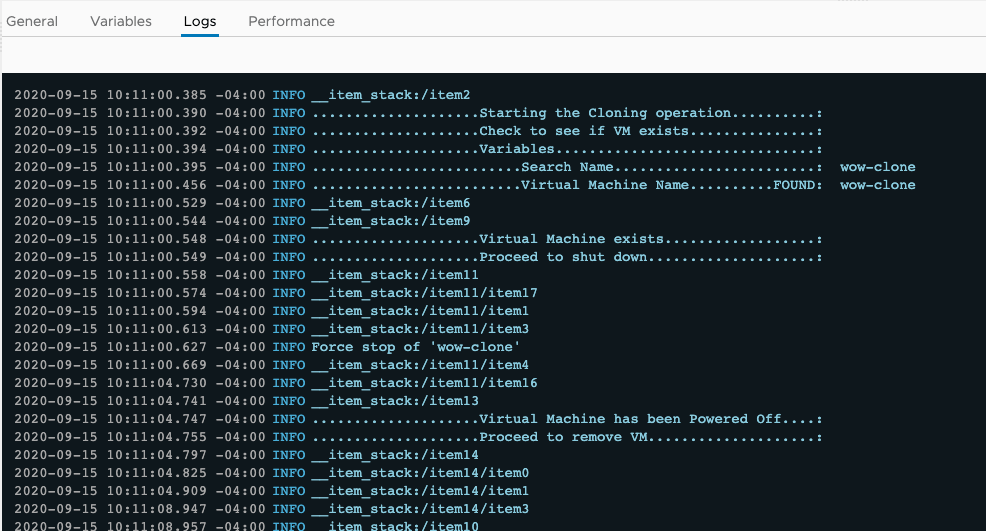 General Variables Logs Performance
2020-09-15 10:11:00.385 -04:00 INFO __item_stack:/item2
2020-09-15 10:11:00.390 -04:00 INFO ....................Starting the Cloning operation..........:
2020-09-15 10:11:00.392 -04:00 INFO ....................Check to see if VM exists...............:
2020-09-15 10:11:00.394 -04:00 INFO ....................Variables...............................:
2020-09-15 10:11:00.395 -04:00 INFO .........................Search Name........................: wow-clone
2020-09-15 10:11:00.456 -04:00 INFO .........................Virtual Machine Name..........FOUND: wow-clone
2020-09-15 10:11:00.529 -04:00 INFO __item_stack:/item6
2020-09-15 10:11:00.544 -04:00 INFO __item_stack:/item9
2020-09-15 10:11:00.548 -04:00 INFO ....................Virtual Machine exists..................:
2020-09-15 10:11:00.549 -04:00 INFO ....................Proceed to shut down....................:
2020-09-15 10:11:00.558 -04:00 INFO __item_stack:/item11
2020-09-15 10:11:00.574 -04:00 INFO __item_stack:/item11/item17
2020-09-15 10:11:00.594 -04:00 INFO __item_stack:/item11/item1
2020-09-15 10:11:00.613 -04:00 INFO __item_stack:/item11/item3
2020-09-15 10:11:00.627 -04:00 INFO Force stop of 'wow-clone'
2020-09-15 10:11:00.669 -04:00 INFO __item_stack:/item11/item4
2020-09-15 10:11:04.730 -04:00 INFO __item_stack:/item11/item16
2020-09-15 10:11:04.741 -04:00 INFO __item_stack:/item13
2020-09-15 10:11:04.747 -04:00 INFO ....................Virtual Machine has been Powered Off....:
2020-09-15 10:11:04.755 -04:00 INFO ....................Proceed to remove VM....................:
2020-09-15 10:11:04.797 -04:00 INFO __item_stack:/item14
2020-09-15 10:11:04.825 -04:00 INFO __item_stack:/item14/item0
2020-09-15 10:11:04.909 -04:00 INFO __item_stack:/item14/item1
2020-09-15 10:11:08.947 -04:00 INFO __item_stack:/item14/item3
2020-09-15 10:11:08.957 -04:00 INFO __item_stack:/item10